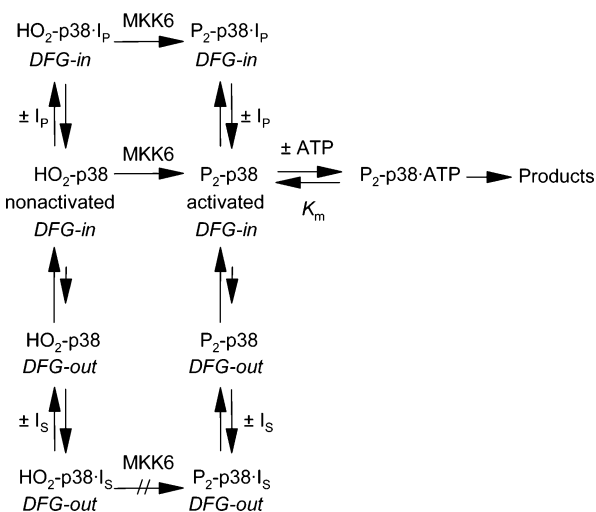 HO₂-p38·Iₚ MKK6 P₂-p38·Iₚ
DFG-in DFG-in
± Iₚ ± Iₚ
± ATP
HO₂-p38 MKK6 P₂-p38 P₂-p38·ATP Products
nonactivated activated Kₘ
DFG-in DFG-in
HO₂-p38 P₂-p38
DFG-out DFG-out
± Iₛ ± Iₛ
HO₂-p38·Iₛ MKK6 P₂-p38·Iₛ
DFG-out DFG-out